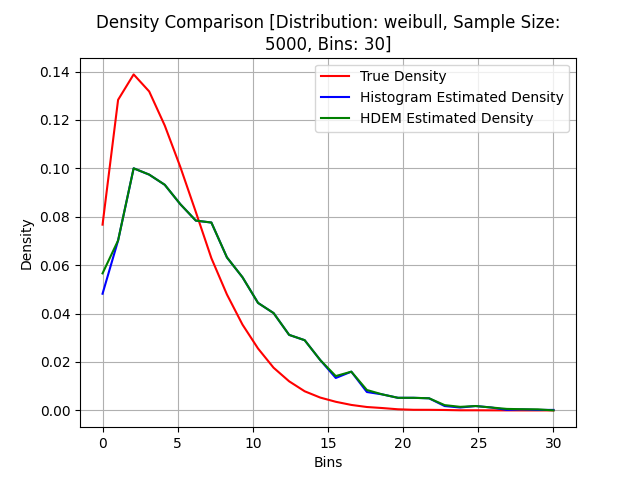 Density Comparison [Distribution: weibull, Sample Size:
5000, Bins: 30]
True Density
Histogram Estimated Density
HDEM Estimated Density
Density
0.14
0.12
0.10
0.08
0.06
0.04
0.02
0.00
0
5
10
15
20
25
30
Bins